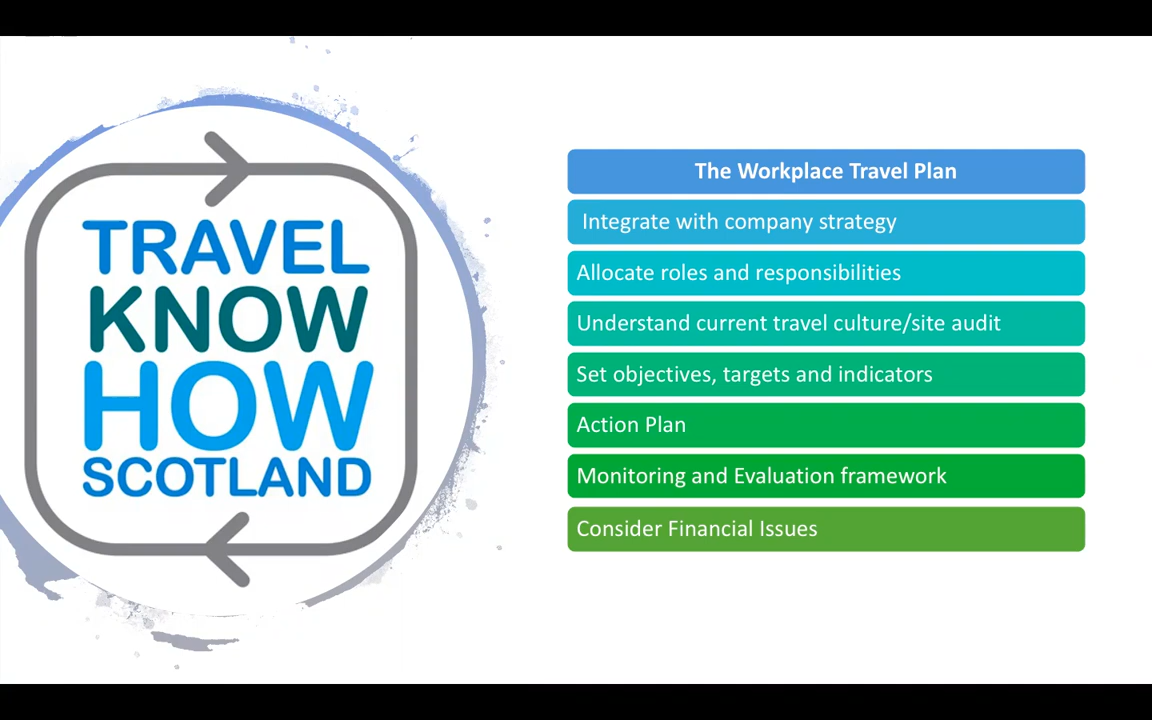 TRAVEL
KNOW
HOW
SCOTLAND
The Workplace Travel Plan
Integrate with company strategy
Allocate roles and responsibilities
Understand current travel culture/site audit
Set objectives, targets and indicators
Action Plan
Monitoring and Evaluation framework
Consider Financial Issues